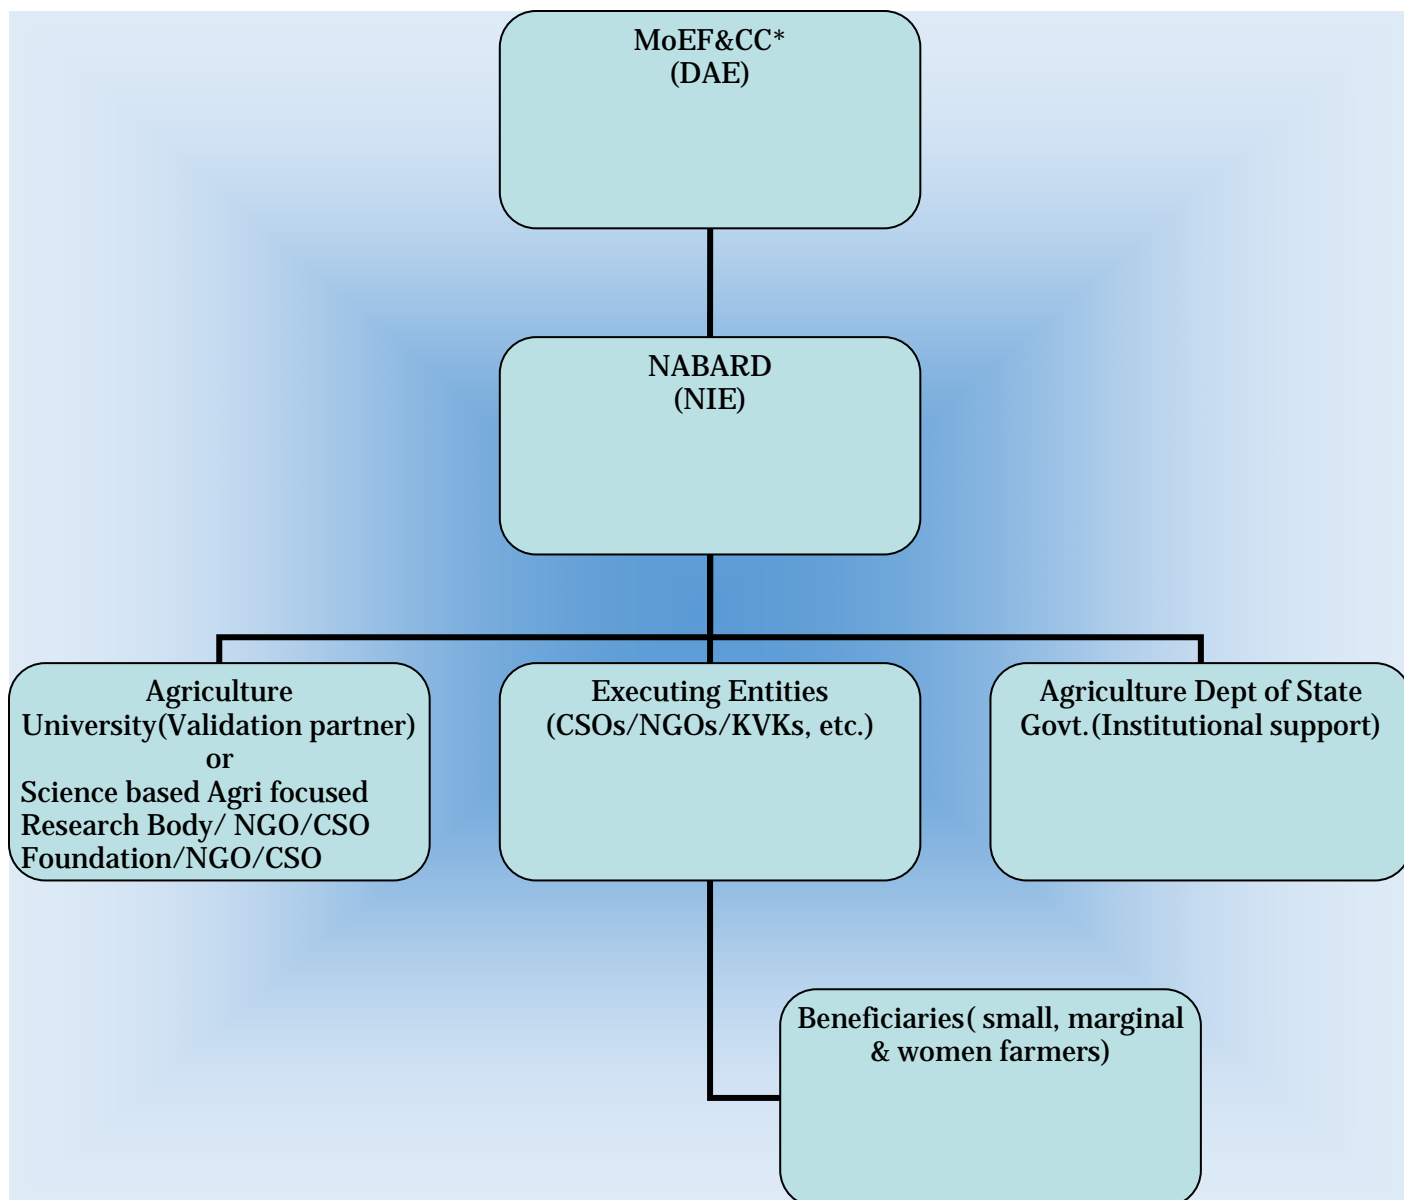 MoEF&CC*
(DAE)
NABARD
(NIE)
Agriculture
University(Validation partner)
or
Science based Agri focused
Research Body/ NGO/CSO
Foundation/NGO/CSO
Executing Entities
(CSOs/NGOs/KVKs, etc.)
Agriculture Dept of State
Govt.(Institutional support)
Beneficiaries( small, marginal
& women farmers)